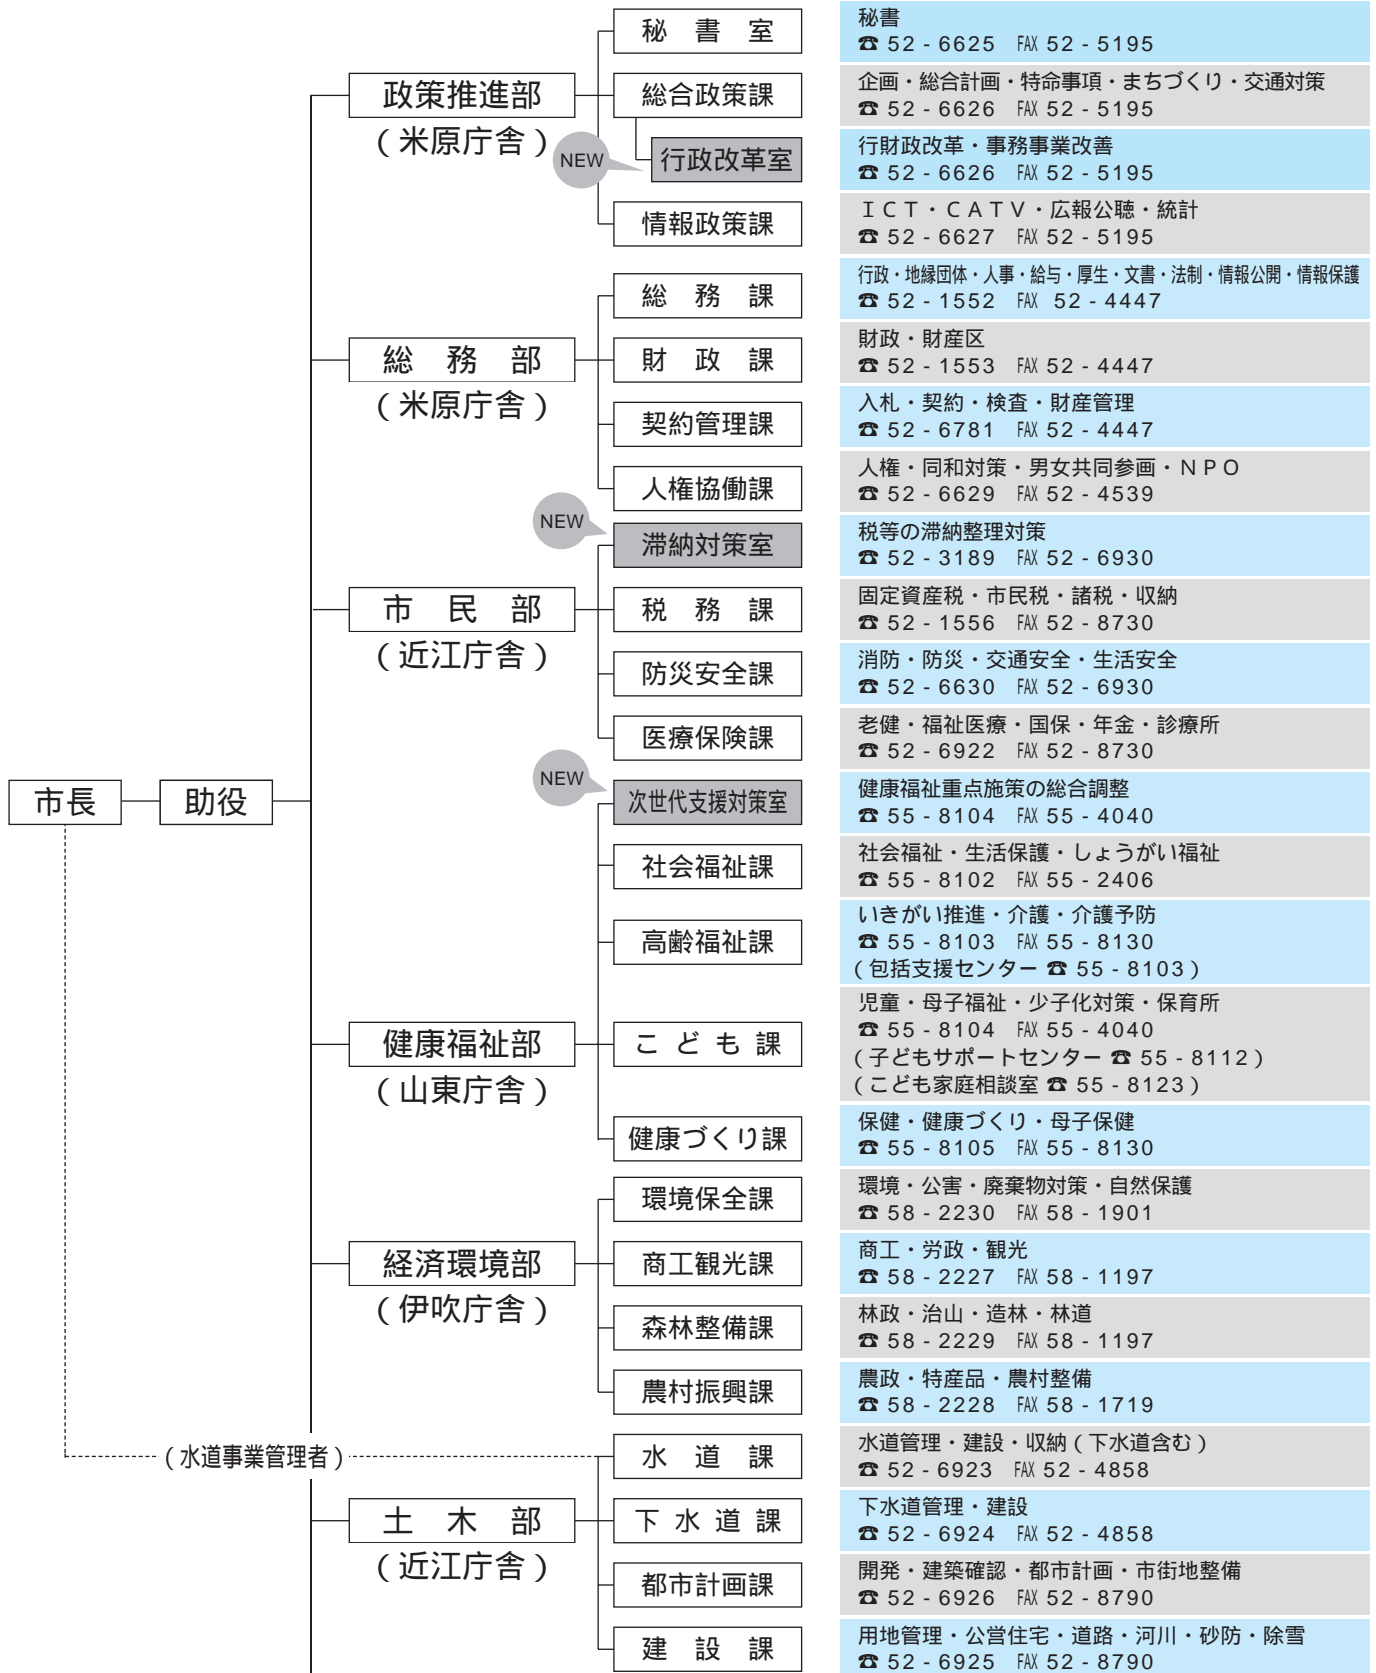 秘書室
秘書
☎ 52 - 6625 FAX 52 - 5195
政策推進部
（米原庁舎）
総合政策課
企画・総合計画・特命事項・まちづくり・交通対策
☎ 52 - 6626 FAX 52 - 5195
NEW
行政改革室
行財政改革・事務事業改善
☎ 52 - 6626 FAX 52 - 5195
情報政策課
ＩＣＴ・ＣＡＴＶ・広報公聴・統計
☎ 52 - 6627 FAX 52 - 5195
総務課
行政・地縁団体・人事・給与・厚生・文書・法制・情報公開・情報保護
☎ 52 - 1552 FAX 52 - 4447
総務部
（米原庁舎）
財政課
財政・財産区
☎ 52 - 1553 FAX 52 - 4447
契約管理課
入札・契約・検査・財産管理
☎ 52 - 6781 FAX 52 - 4447
人権協働課
人権・同和対策・男女共同参画・ＮＰＯ
☎ 52 - 6629 FAX 52 - 4539
NEW
滞納対策室
税等の滞納整理対策
☎ 52 - 3189 FAX 52 - 6930
市民部
（近江庁舎）
税務課
固定資産税・市民税・諸税・収納
☎ 52 - 1556 FAX 52 - 8730
防災安全課
消防・防災・交通安全・生活安全
☎ 52 - 6630 FAX 52 - 6930
医療保険課
老健・福祉医療・国保・年金・診療所
☎ 52 - 6922 FAX 52 - 8730
市長
助役
NEW
次世代支援対策室
健康福祉重点施策の総合調整
☎ 55 - 8104 FAX 55 - 4040
社会福祉課
社会福祉・生活保護・しょうがい福祉
☎ 55 - 8102 FAX 55 - 2406
高齢福祉課
いきがい推進・介護・介護予防
☎ 55 - 8103 FAX 55 - 8130
（包括支援センター ☎ 55 - 8103）
健康福祉部
（山東庁舎）
こども課
児童・母子福祉・少子化対策・保育所
☎ 55 - 8104 FAX 55 - 4040
（子どもサポートセンター ☎ 55 - 8112）
（こども家庭相談室 ☎ 55 - 8123）
健康づくり課
保健・健康づくり・母子保健
☎ 55 - 8105 FAX 55 - 8130
環境保全課
環境・公害・廃棄物対策・自然保護
☎ 58 - 2230 FAX 58 - 1901
経済環境部
（伊吹庁舎）
商工観光課
商工・労政・観光
☎ 58 - 2227 FAX 58 - 1197
森林整備課
林政・治山・造林・林道
☎ 58 - 2229 FAX 58 - 1197
農村振興課
農政・特産品・農村整備
☎ 58 - 2228 FAX 58 - 1719
（水道事業管理者）
水道課
水道管理・建設・収納（下水道含む）
☎ 52 - 6923 FAX 52 - 4858
土木部
（近江庁舎）
下水道課
下水道管理・建設
☎ 52 - 6924 FAX 52 - 4858
都市計画課
開発・建築確認・都市計画・市街地整備
☎ 52 - 6926 FAX 52 - 8790
建設課
用地管理・公営住宅・道路・河川・砂防・除雪
☎ 52 - 6925 FAX 52 - 8790